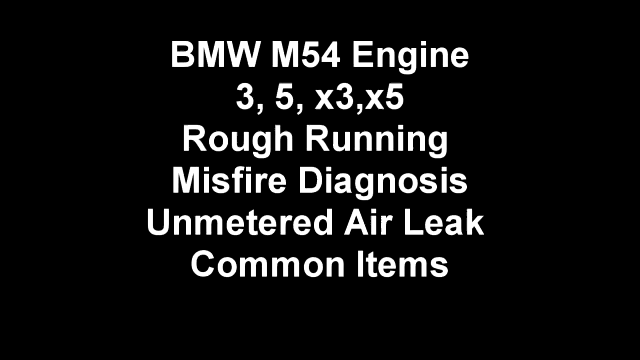 BMW M54 Engine
3, 5, x3,x5
Rough Running
Misfire Diagnosis
Unmetered Air Leak
Common Items